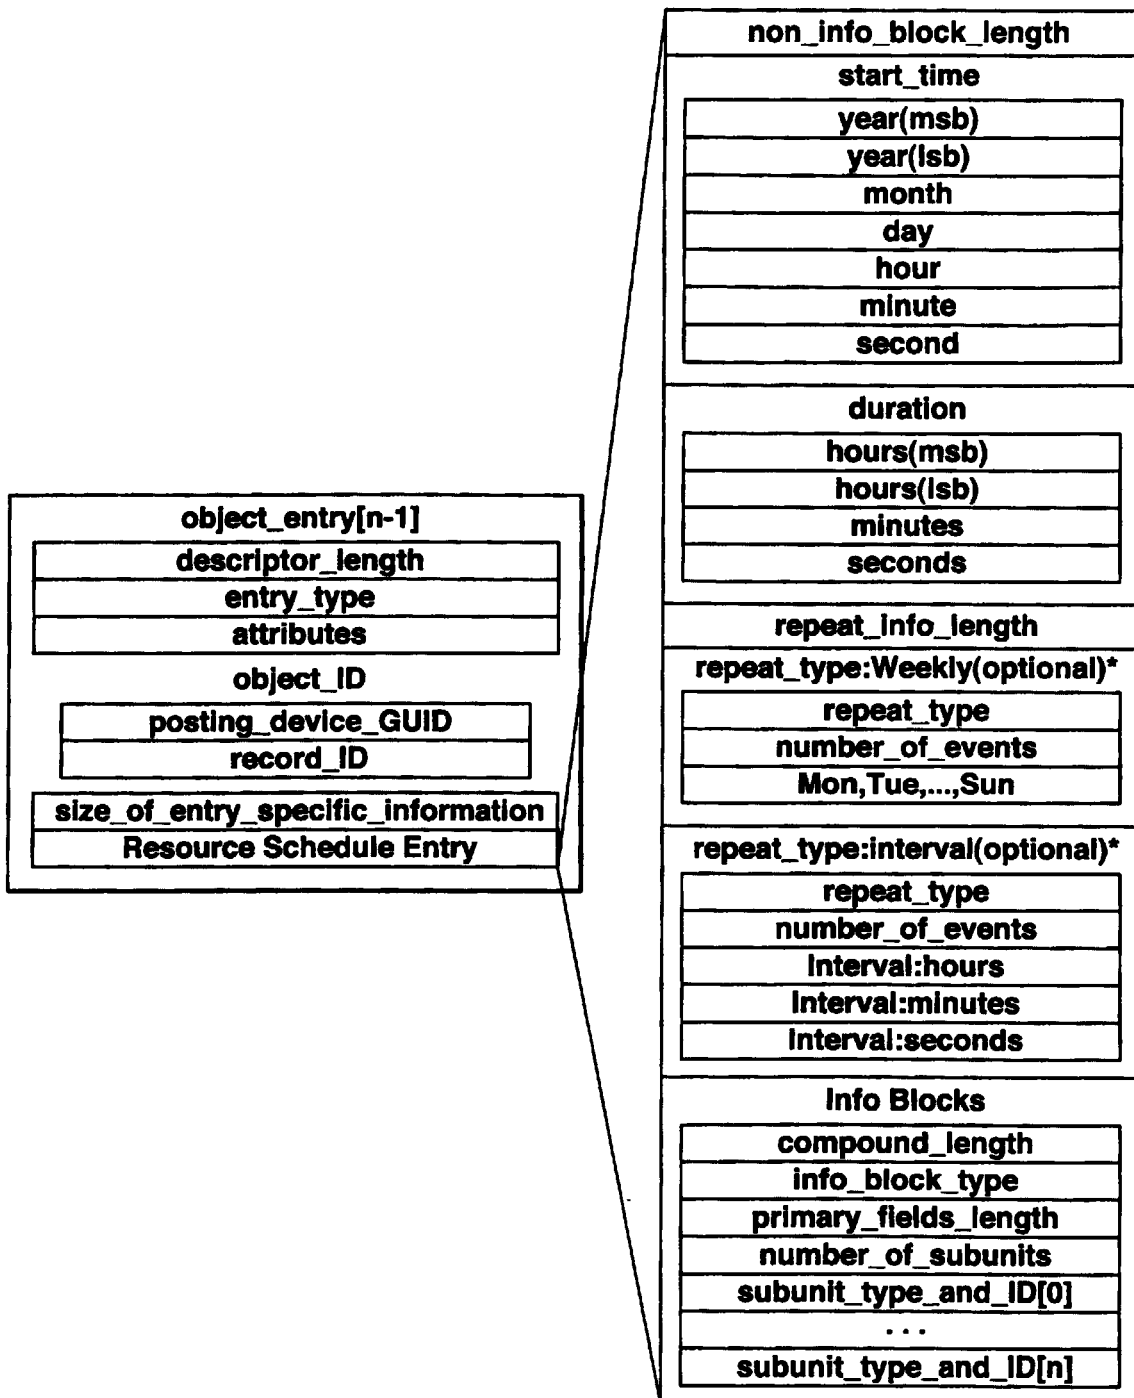 object_entry[n-1]
descriptor_length
entry_type
attributes
object_ID
posting_device_GUID
record_ID
size_of_entry_specific_information
Resource Schedule Entry
non_info_block_length
start_time
year(msb)
year(lsb)
month
day
hour
minute
second
duration
hours(msb)
hours(lsb)
minutes
seconds
repeat_info_length
repeat_type:Weekly(optional)*
repeat_type
number_of_events
Mon,Tue,...,Sun
repeat_type:interval(optional)*
repeat_type
number_of_events
Interval:hours
Interval:minutes
Interval:seconds
Info Blocks
compound_length
info_block_type
primary_fields_length
number_of_subunits
subunit_type_and_ID[0]
...
subunit_type_and_ID[n]